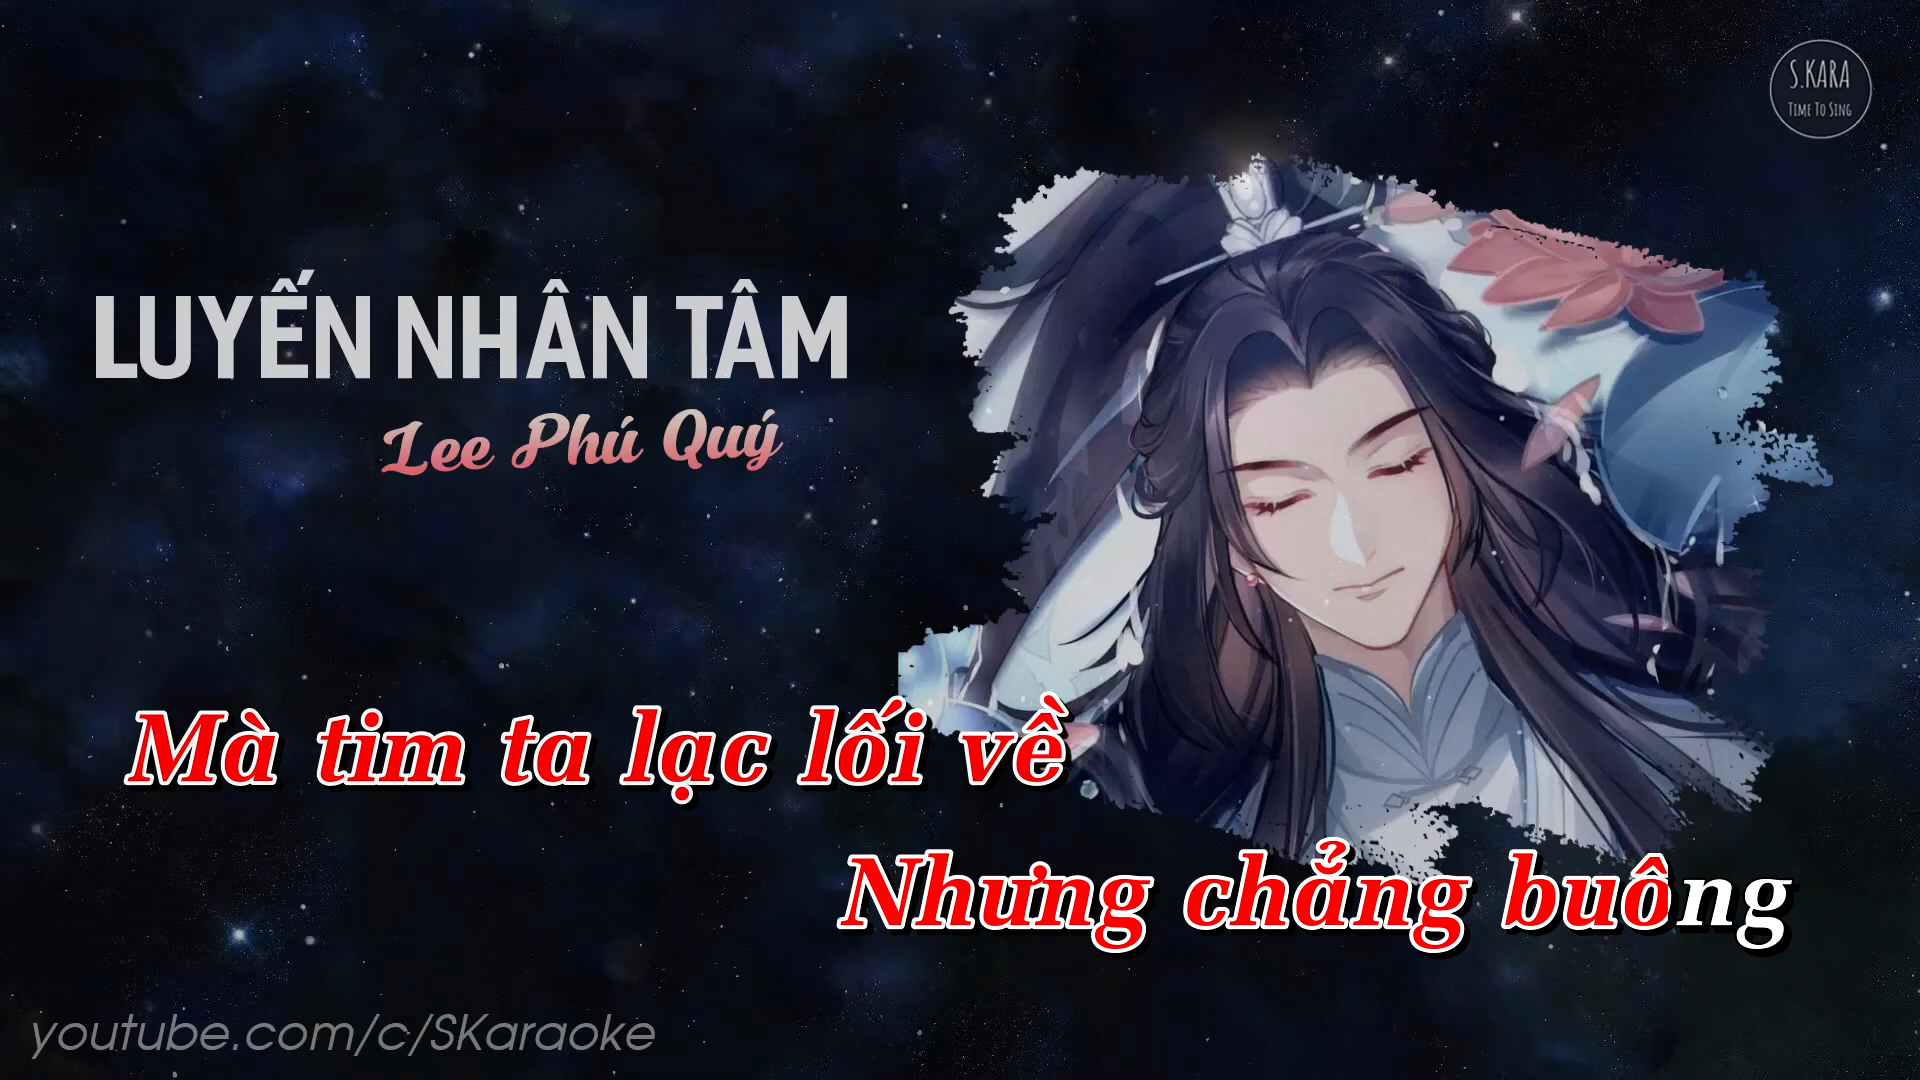 S.KARA
TIME TO SING
LUYẾN NHÂN TÂM
Lee Phú Quý
Mà tim ta lạc lối về
Nhưng chẳng buông
youtube.com/c/SKaraoke